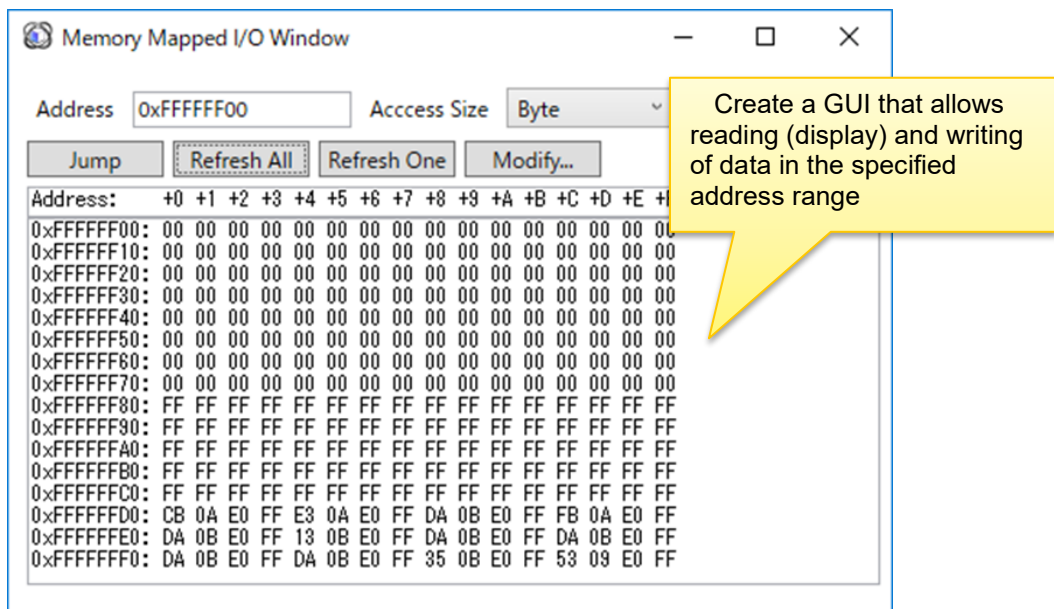 Memory Mapped I/O Window
Address 0xFFFFFF00 Acccess Size Byte
Create a GUI that allows
reading (display) and writing
of data in the specified
address range
Jump Refresh All Refresh One Modify...
Address: +0 +1 +2 +3 +4 +5 +6 +7 +8 +9 +A +B +C +D +E
0xFFFFFF00: 00 00 00 00 00 00 00 00 00 00 00 00 00 00 00 00
0xFFFFFF10: 00 00 00 00 00 00 00 00 00 00 00 00 00 00 00 00
0xFFFFFF20: 00 00 00 00 00 00 00 00 00 00 00 00 00 00 00 00
0xFFFFFF30: 00 00 00 00 00 00 00 00 00 00 00 00 00 00 00 00
0xFFFFFF40: 00 00 00 00 00 00 00 00 00 00 00 00 00 00 00 00
0xFFFFFF50: 00 00 00 00 00 00 00 00 00 00 00 00 00 00 00 00
0xFFFFFF60: 00 00 00 00 00 00 00 00 00 00 00 00 00 00 00 00
0xFFFFFF70: 00 00 00 00 00 00 00 00 00 00 00 00 00 00 00 00
0xFFFFFF80: FF FF FF FF FF FF FF FF FF FF FF FF FF FF FF FF
0xFFFFFF90: FF FF FF FF FF FF FF FF FF FF FF FF FF FF FF FF
0xFFFFFFA0: FF FF FF FF FF FF FF FF FF FF FF FF FF FF FF FF
0xFFFFFFB0: FF FF FF FF FF FF FF FF FF FF FF FF FF FF FF FF
0xFFFFFFC0: FF FF FF FF FF FF FF FF FF FF FF FF FF FF FF FF
0xFFFFFFD0: CB 0A E0 FF E3 0A E0 FF DA 0B E0 FF FB 0A E0 FF
0xFFFFFFE0: DA 0B E0 FF 13 0B E0 FF DA 0B E0 FF DA 0B E0 FF
0xFFFFFFF0: DA 0B E0 FF DA 0B E0 FF 35 0B E0 FF 53 09 E0 FF